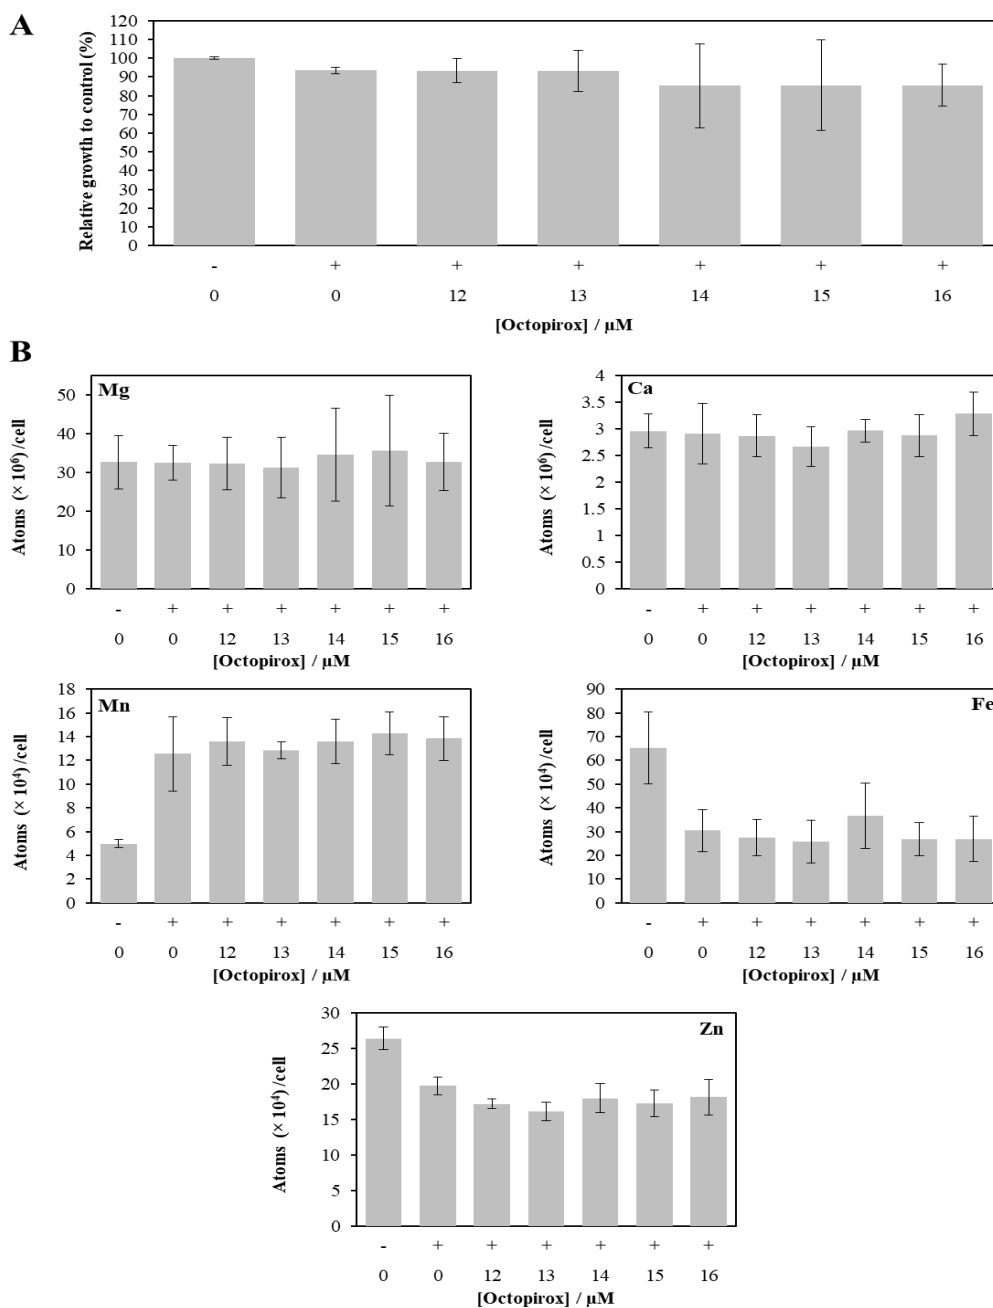 A
Relative growth to control (%)
120
110
100
90
80
70
60
50
40
30
20
10
0
- + + + + + +
0 0 12 13 14 15 16
[Octopirox] / µM
B
Mg
Atoms (× 10⁶) /cell
50
40
30
20
10
0
- + + + + + +
0 0 12 13 14 15 16
[Octopirox] / µM
Ca
Atoms (× 10⁶) /cell
4
3.5
3
2.5
2
1.5
1
0.5
0
- + + + + + +
0 0 12 13 14 15 16
[Octopirox] / µM
Mn
Atoms (× 10⁴) /cell
18
16
14
12
10
8
6
4
2
0
- + + + + + +
0 0 12 13 14 15 16
[Octopirox] / µM
Fe
Atoms (× 10⁴) /cell
90
80
70
60
50
40
30
20
10
0
- + + + + + +
0 0 12 13 14 15 16
[Octopirox] / µM
Zn
Atoms (× 10⁴) /cell
30
25
20
15
10
5
0
- + + + + + +
0 0 12 13 14 15 16
[Octopirox] / µM